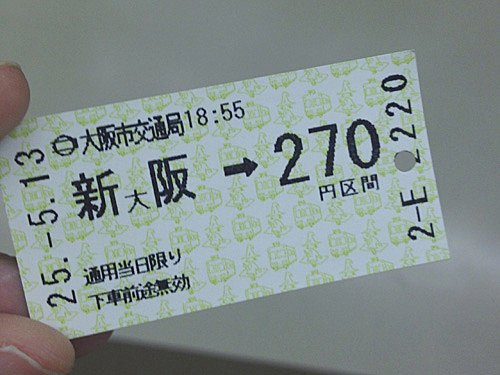 25.-5.13
大阪市交通局18:55
新大阪→270
円区間
通用当日限り
下車前途無効
2-E 2220